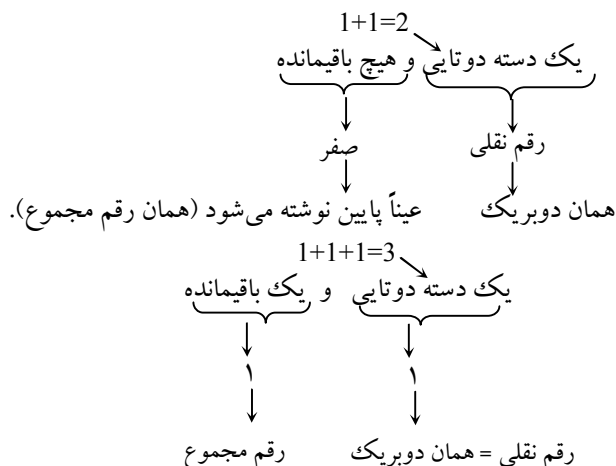 1+1=2
یک دسته دوتایی و هیچ باقیمانده
رقم نقلی صفر
همان دوبریک عیناً پایین نوشته می‌شود (همان رقم مجموع).
1+1+1=3
یک دسته دوتایی و یک باقیمانده
۱ ۱
رقم نقلی = همان دوبریک رقم مجموع